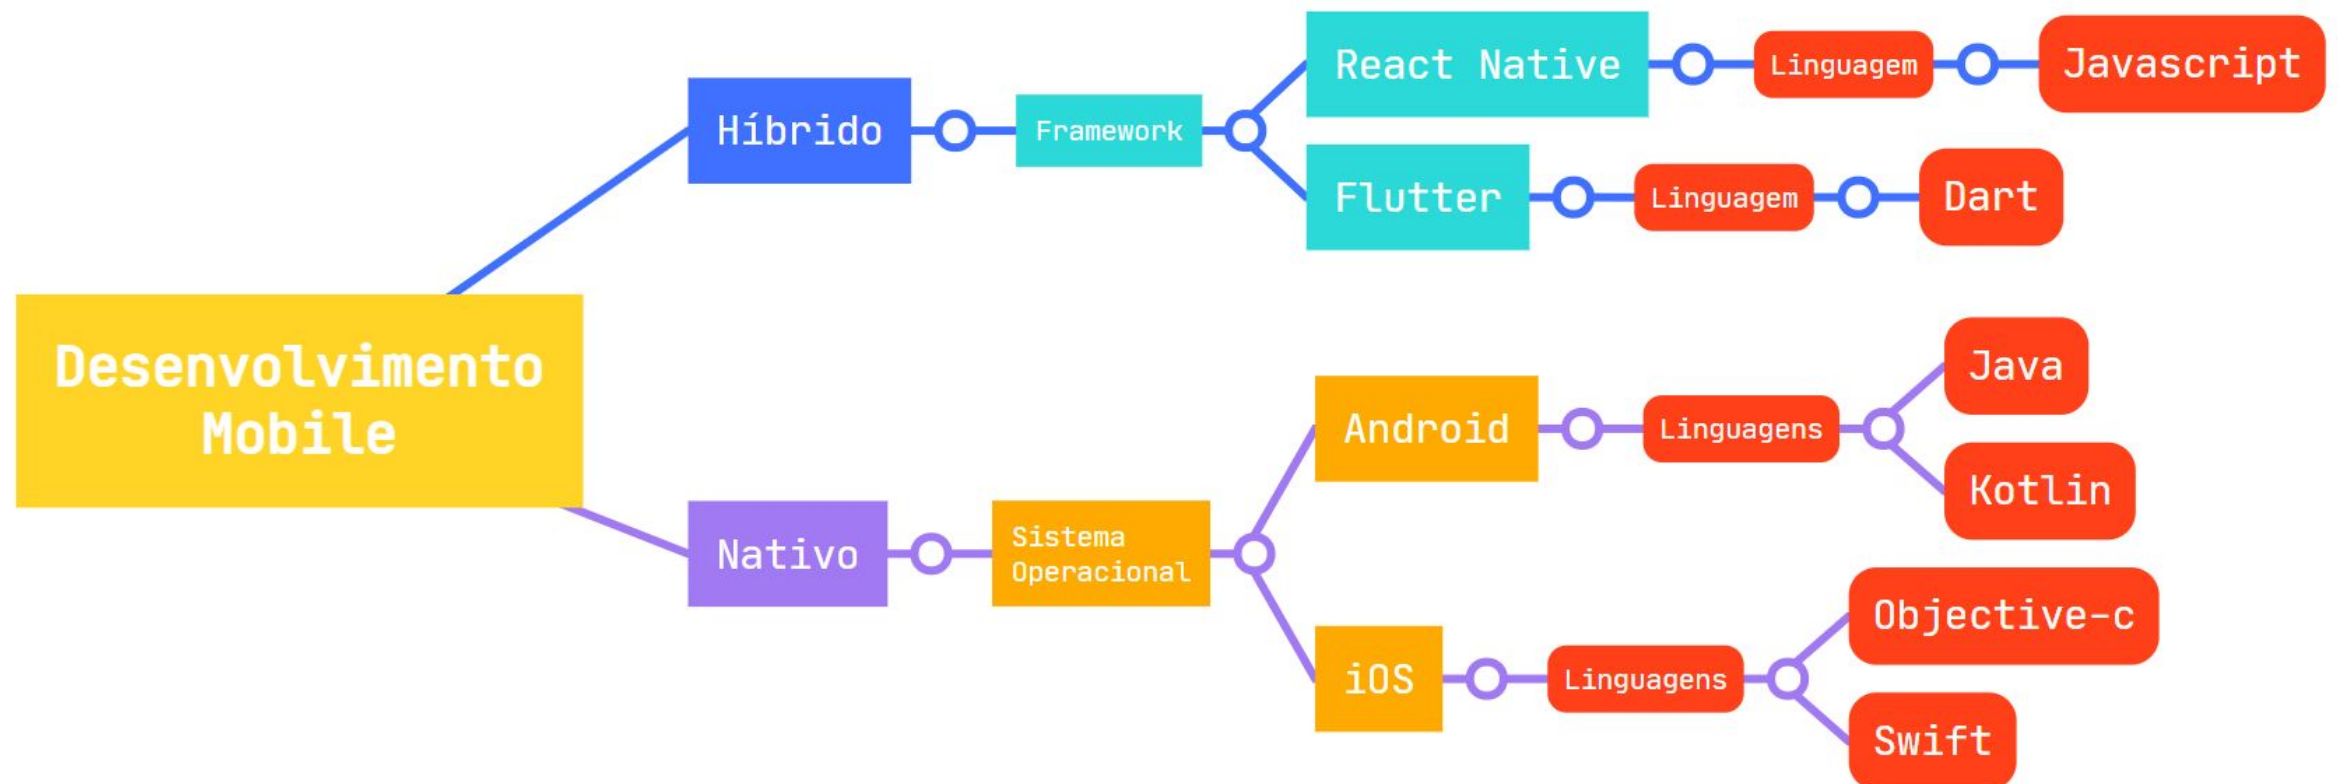 Desenvolvimento
Mobile
Híbrido
Framework
React Native
Linguagem
Javascript
Flutter
Linguagem
Dart
Nativo
Sistema
Operacional
Android
Linguagens
Java
Kotlin
iOS
Linguagens
Objective-c
Swift